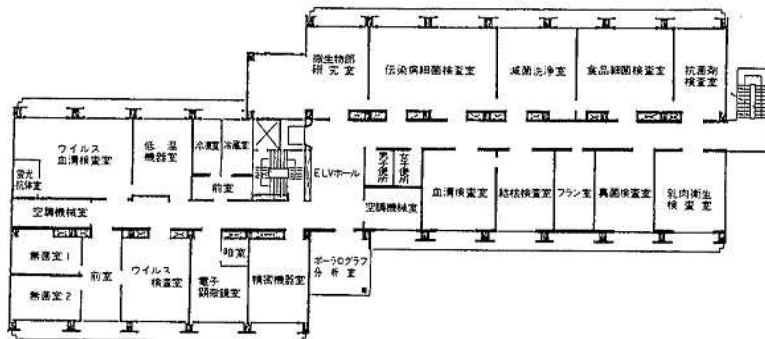 微生物部
研究室
伝染病細菌検査室
滅菌洗浄室
食品細菌検査室
抗菌剤
検査室
ウイルス
血清検査室
低温
機器室
冷凍室
冷蔵室
蛍光
抗体室
前室
空調機械室
ELVホール
男子便所
女子便所
空調機械室
血清検査室
結核検査室
フラン室
真菌検査室
乳肉衛生
検査室
無菌室1
無菌室2
前室
ウイルス
検査室
暗室
電子
顕微鏡室
精密機器室
ポーラログラフ
分析室